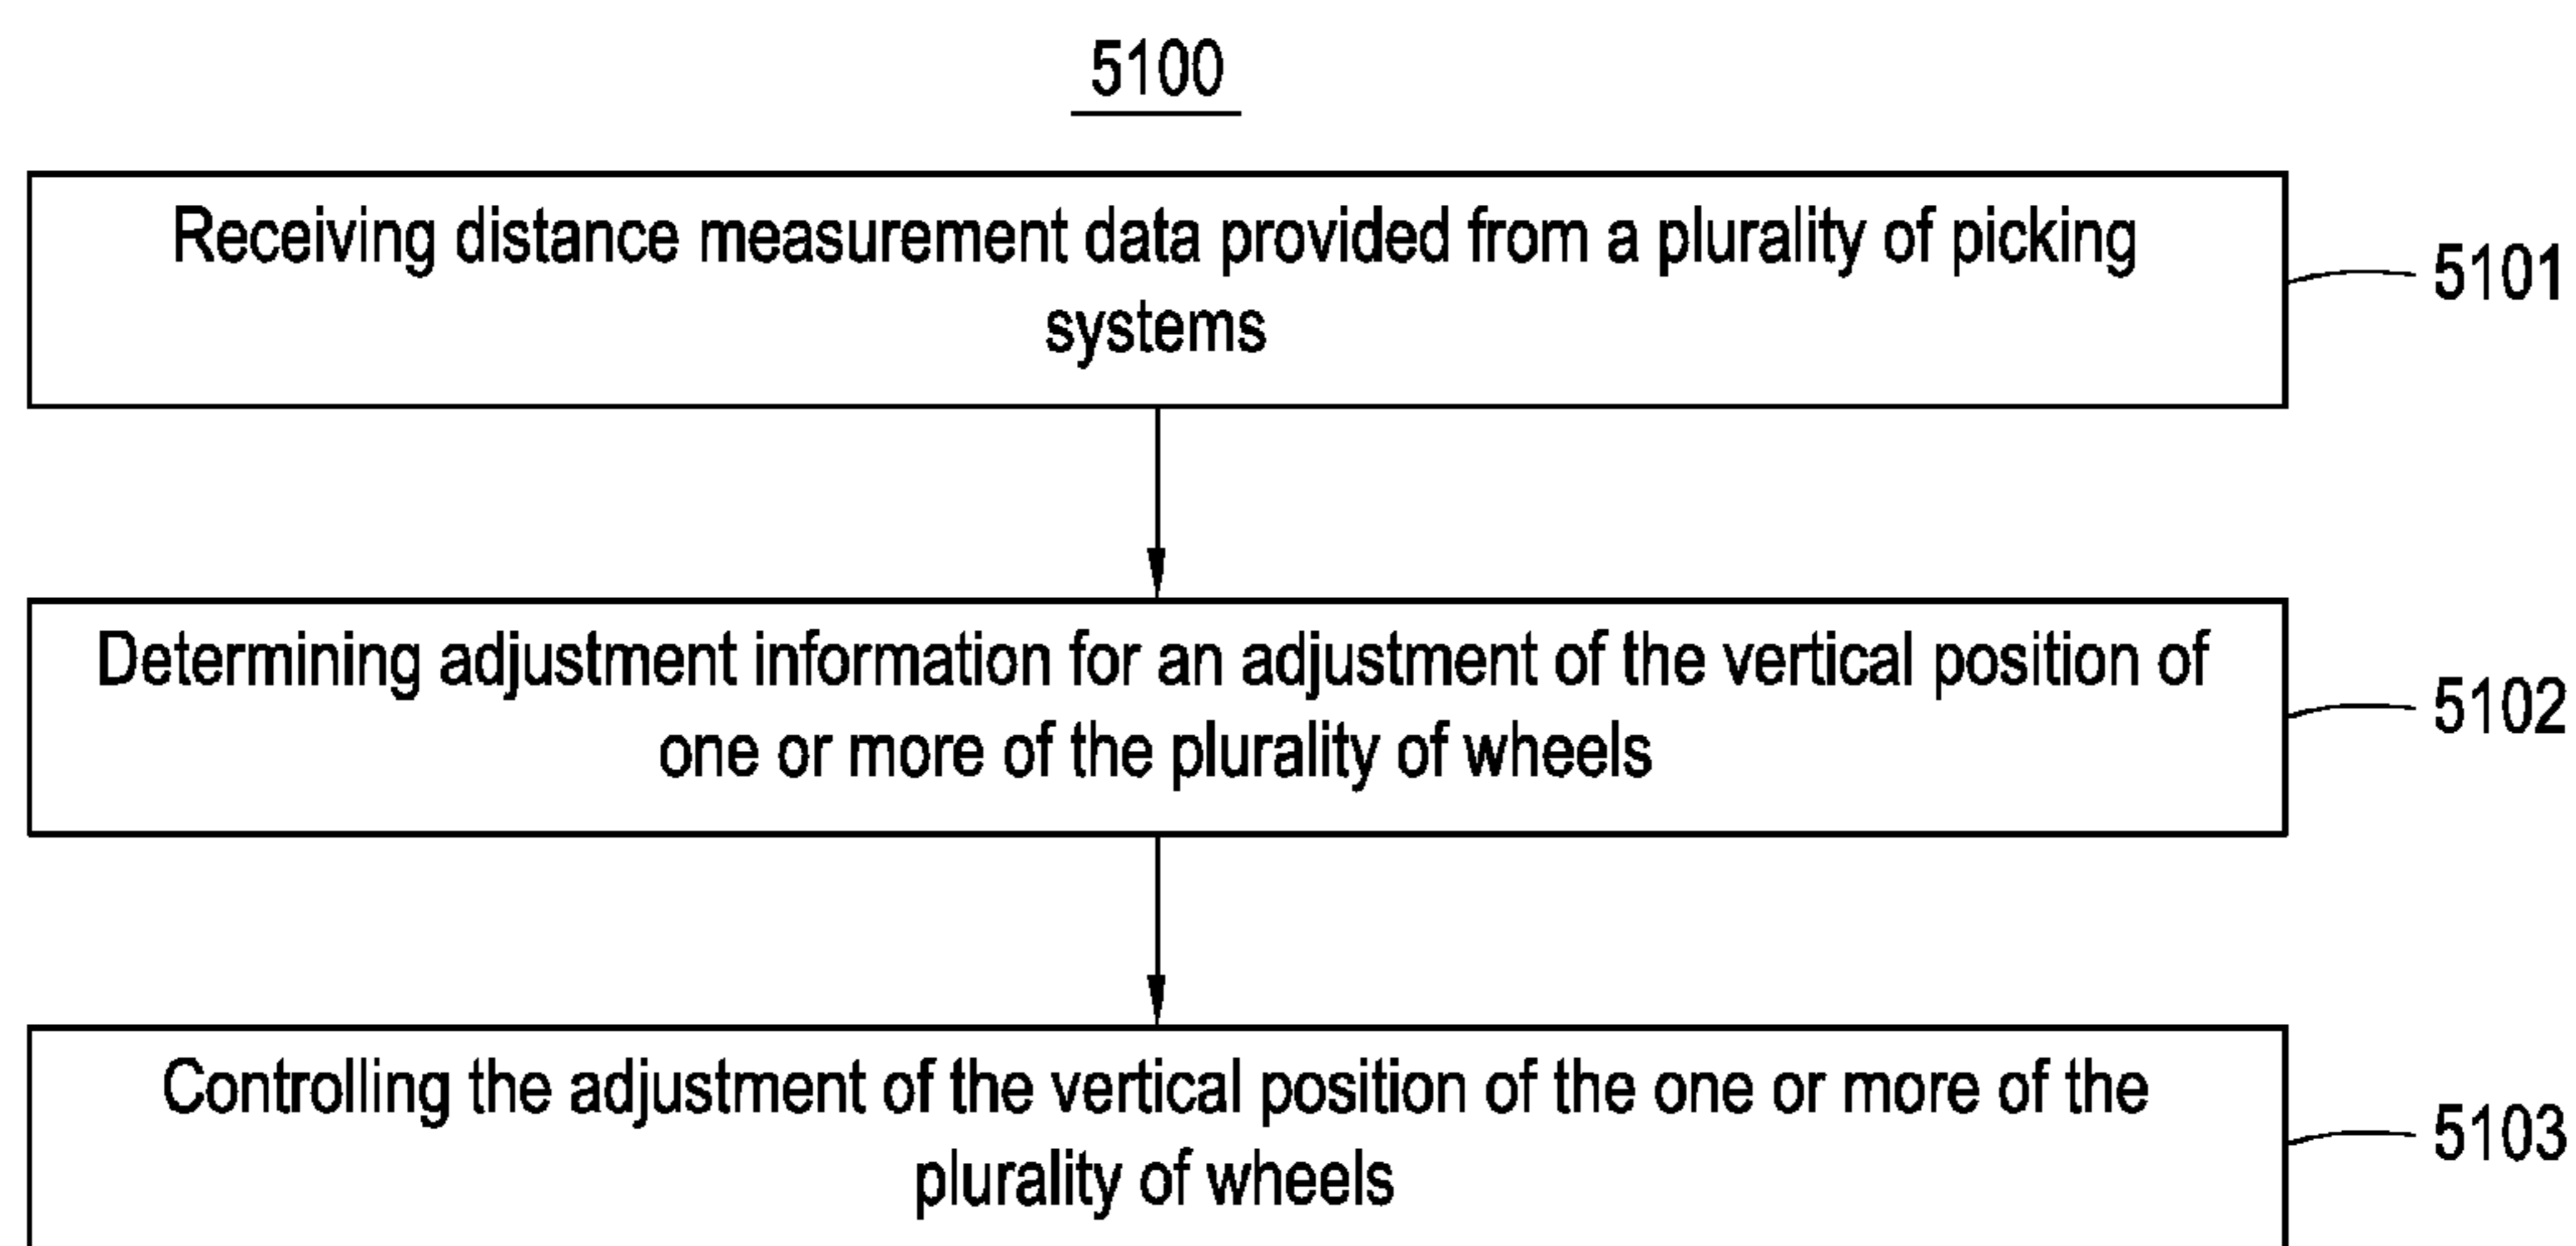 5100
Receiving distance measurement data provided from a plurality of picking
systems
5101
Determining adjustment information for an adjustment of the vertical position of
one or more of the plurality of wheels
5102
Controlling the adjustment of the vertical position of the one or more of the
plurality of wheels
5103